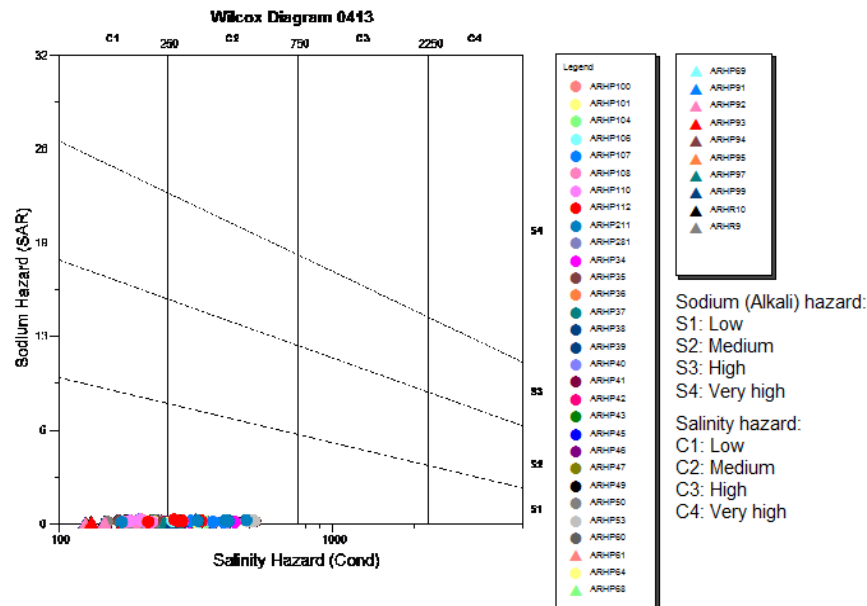 Wilcox Diagram 0413
C1 250 C2 750 C3 2250 C4
32
26
19
13
6
0
Sodium Hazard (SAR)
S4
S3
S2
S1
100 1000
Salinity Hazard (Cond)
Legend
ARHP100
ARHP101
ARHP104
ARHP106
ARHP107
ARHP108
ARHP110
ARHP112
ARHP211
ARHP281
ARHP34
ARHP35
ARHP36
ARHP37
ARHP38
ARHP39
ARHP40
ARHP41
ARHP42
ARHP43
ARHP45
ARHP46
ARHP47
ARHP49
ARHP50
ARHP53
ARHP60
ARHP61
ARHP64
ARHP68
ARHP69
ARHP91
ARHP92
ARHP93
ARHP94
ARHP95
ARHP97
ARHP99
ARHR10
ARHR9
Sodium (Alkali) hazard:
S1: Low
S2: Medium
S3: High
S4: Very high
Salinity hazard:
C1: Low
C2: Medium
C3: High
C4: Very high